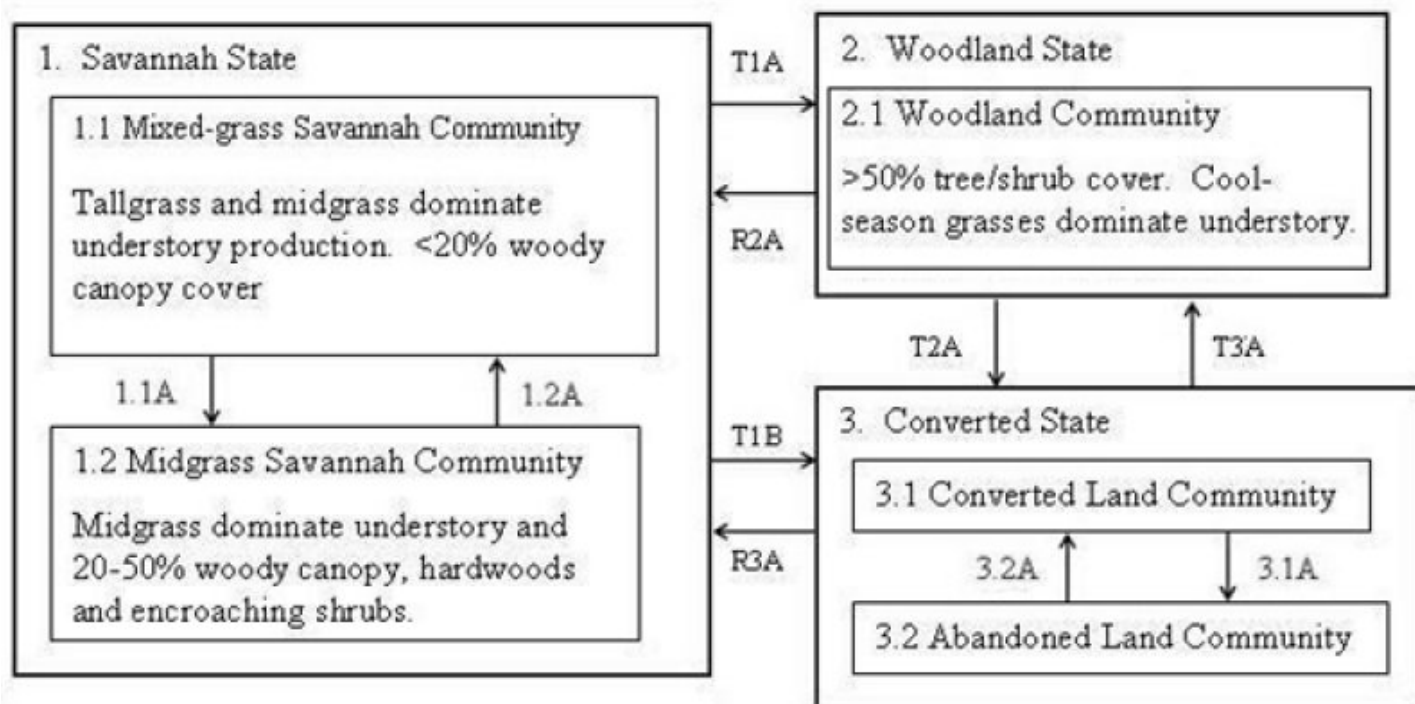 1. Savannah State
1.1 Mixed-grass Savannah Community
Tallgrass and midgrass dominate
understory production. <20% woody
canopy cover
1.1A
1.2A
1.2 Midgrass Savannah Community
Midgrass dominate understory and
20-50% woody canopy, hardwoods
and encroaching shrubs.
T1A
R2A
T1B
R3A
2. Woodland State
2.1 Woodland Community
>50% tree/shrub cover. Cool-
season grasses dominate understory.
T2A
T3A
3. Converted State
3.1 Converted Land Community
3.2A
3.1A
3.2 Abandoned Land Community